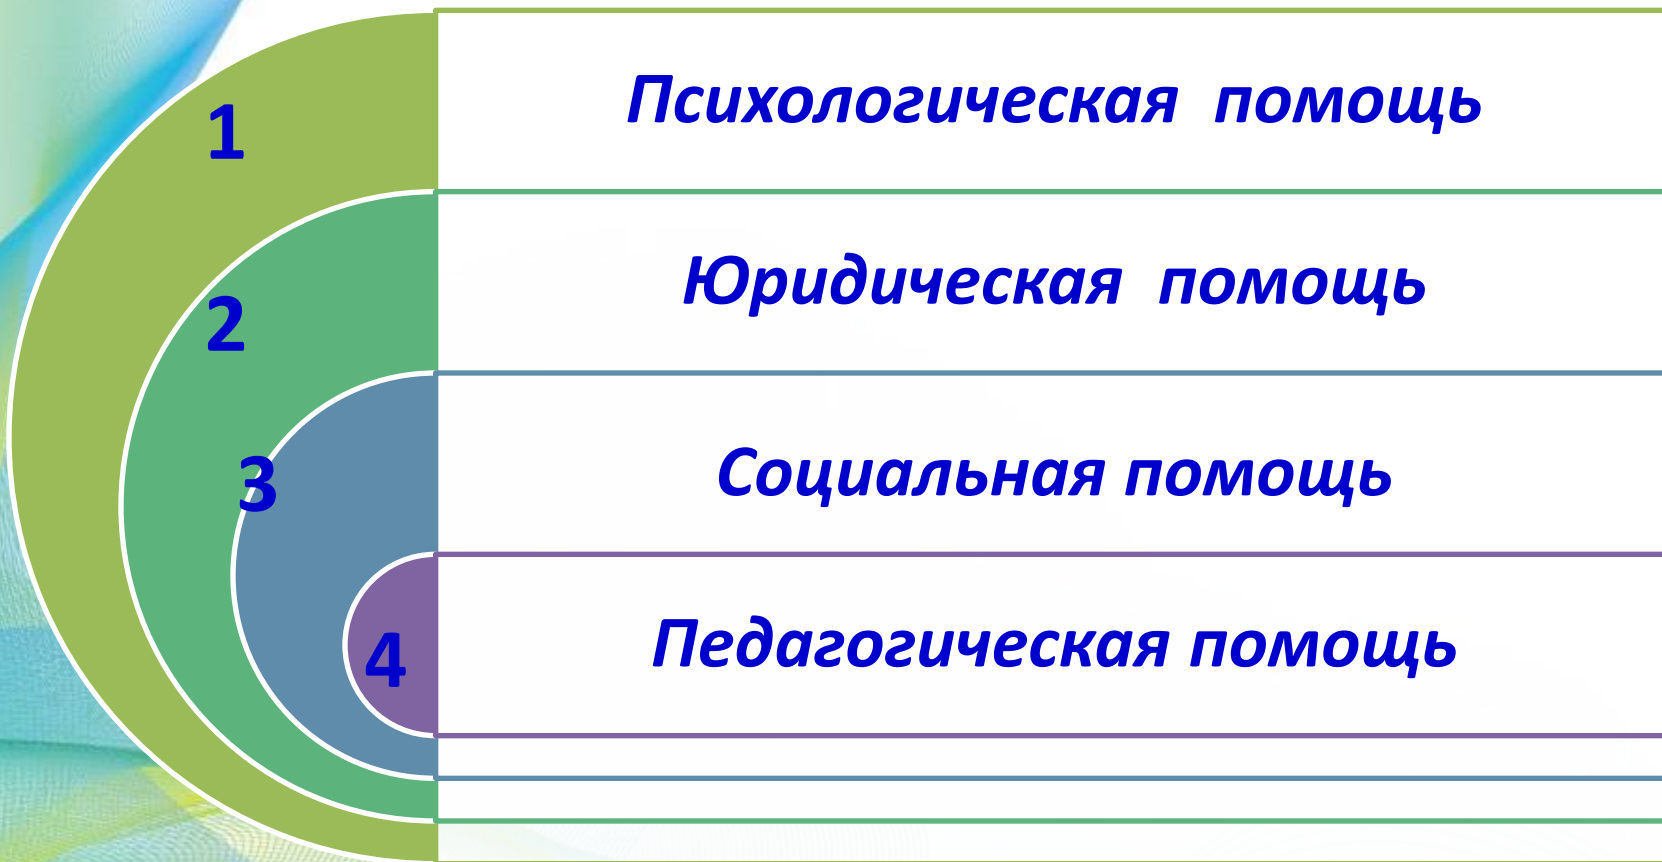 1
Психологическая помощь
2
Юридическая помощь
3
Социальная помощь
4
Педагогическая помощь